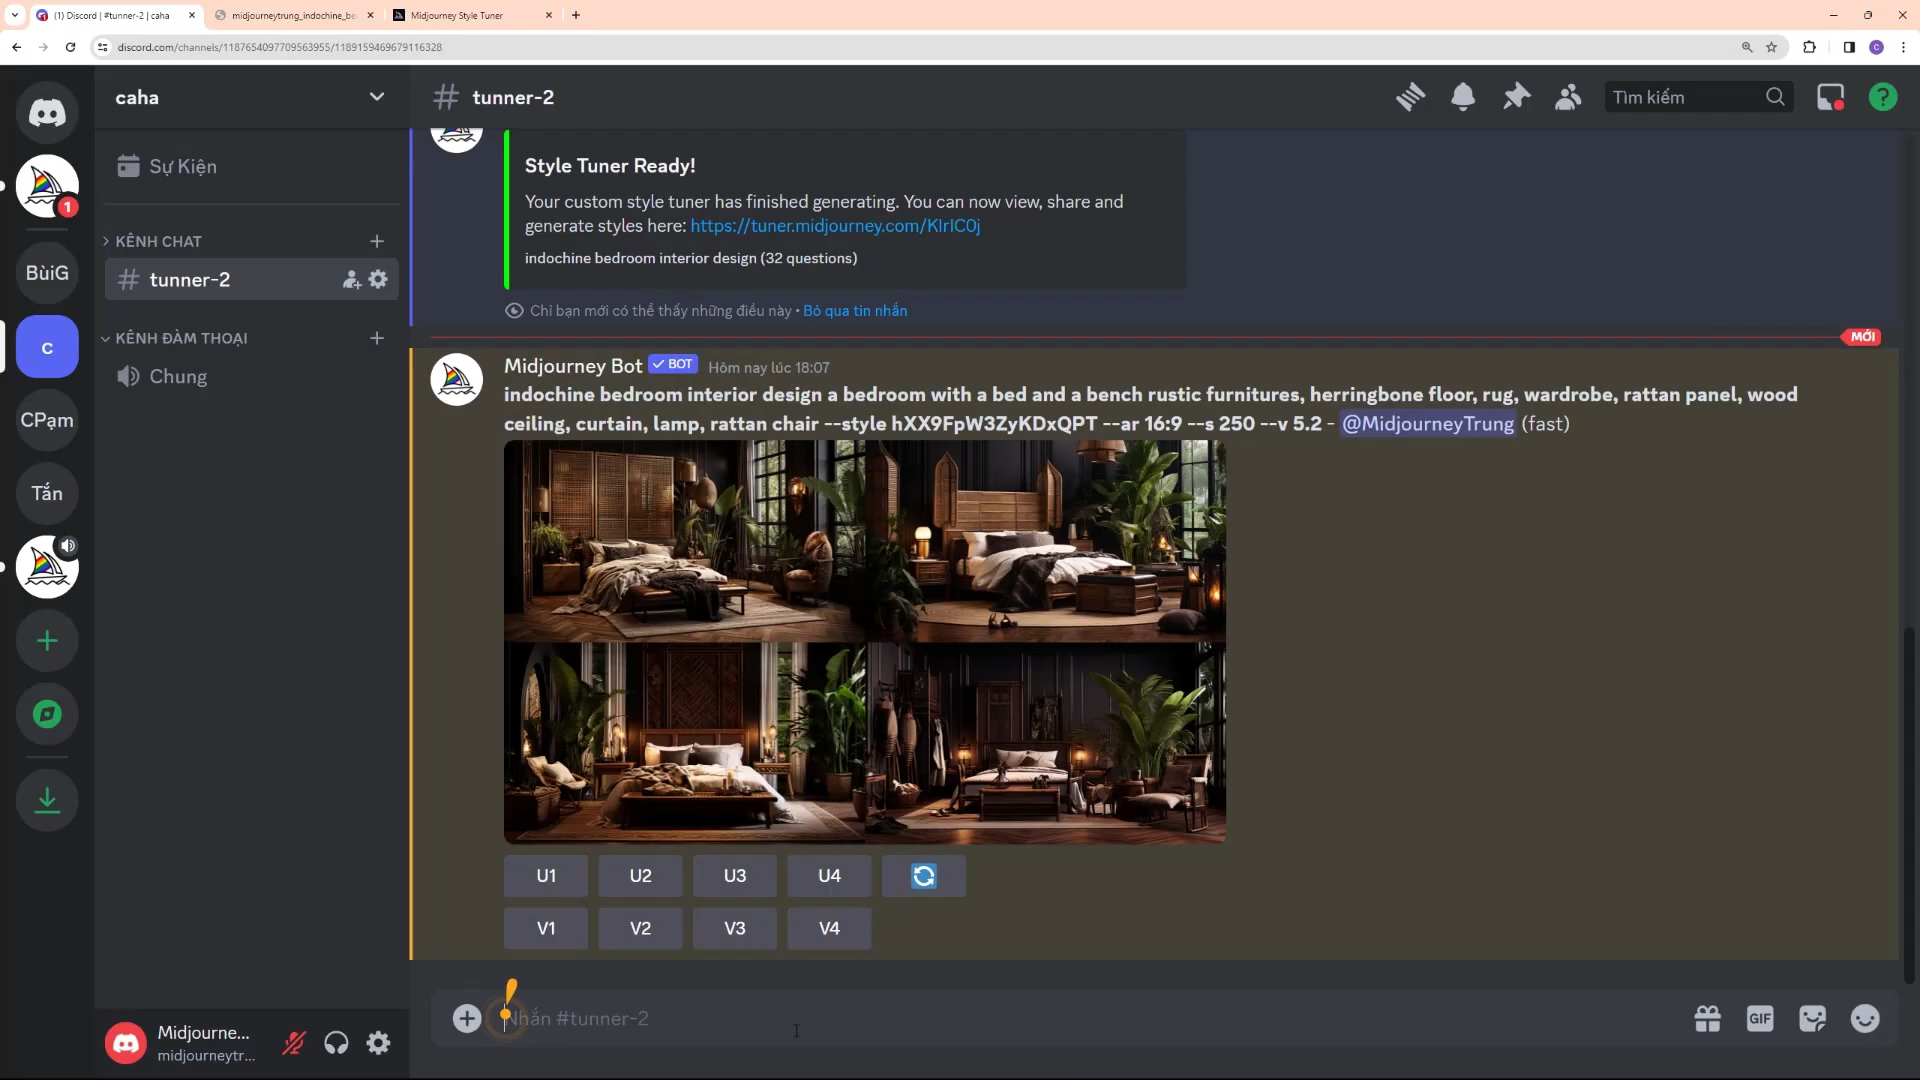 (1) Discord | #tunner-2 | caha
midjourneytrung_indochine_be
Midjourney Style Tuner
discord.com/channels/1187654097709563955/1189159469679116328
C
caha
tunner-2
Tìm kiếm
Sự Kiện
1
KÊNH CHAT
tunner-2
BùiG
KÊNH ĐÀM THOẠI
C
Chung
CPạm
Tắn
Style Tuner Ready!
Your custom style tuner has finished generating. You can now view, share and
generate styles here: https://tuner.midjourney.com/KIrIC0j
indochine bedroom interior design (32 questions)
Chỉ bạn mới có thể thấy những điều này • Bỏ qua tin nhắn
MỚI
Midjourney Bot BOT Hôm nay lúc 18:07
indochine bedroom interior design a bedroom with a bed and a bench rustic furnitures, herringbone floor, rug, wardrobe, rattan panel, wood
ceiling, curtain, lamp, rattan chair --style hXX9FpW3ZyKDxQPT --ar 16:9 --s 250 --v 5.2 - @MidjourneyTrung (fast)
U1 U2 U3 U4
V1 V2 V3 V4
Nhắn #tunner-2
GIF
Midjourne...
midjourneytr...